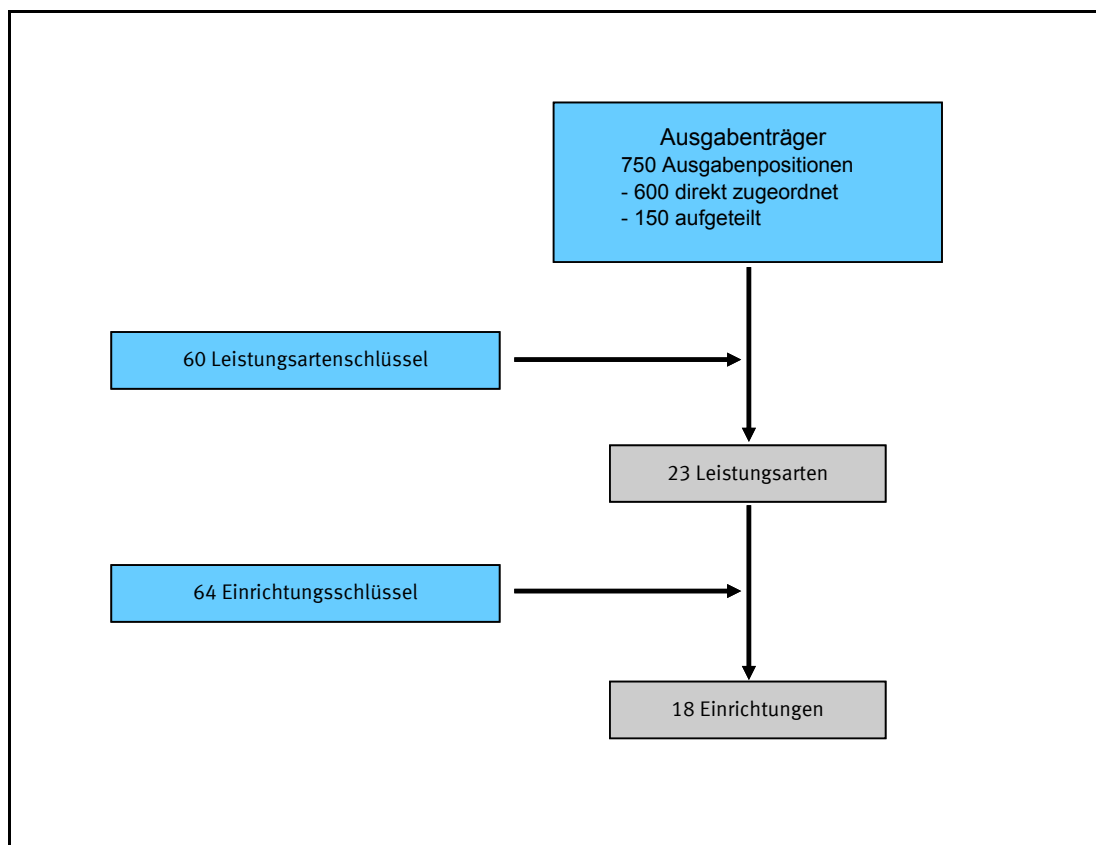 Ausgabenträger
750 Ausgabenpositionen
- 600 direkt zugeordnet
- 150 aufgeteilt
60 Leistungsartenschlüssel
23 Leistungsarten
64 Einrichtungsschlüssel
18 Einrichtungen